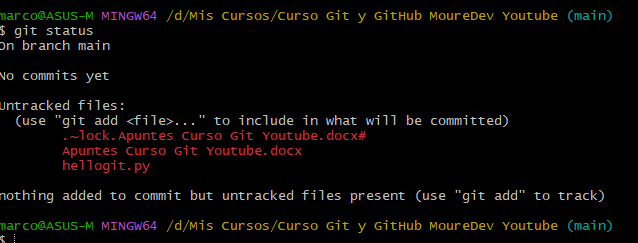 marco@ASUS-M MINGW64 /d/Mis Cursos/Curso Git y GitHub MoureDev Youtube (main)
$ git status
On branch main
No commits yet
Untracked files:
(use "git add <file>..." to include in what will be committed)
.~lock.Apuntes Curso Git Youtube.docx#
Apuntes Curso Git Youtube.docx
hellogit.py
nothing added to commit but untracked files present (use "git add" to track)
marco@ASUS-M MINGW64 /d/Mis Cursos/Curso Git y GitHub MoureDev Youtube (main)
$